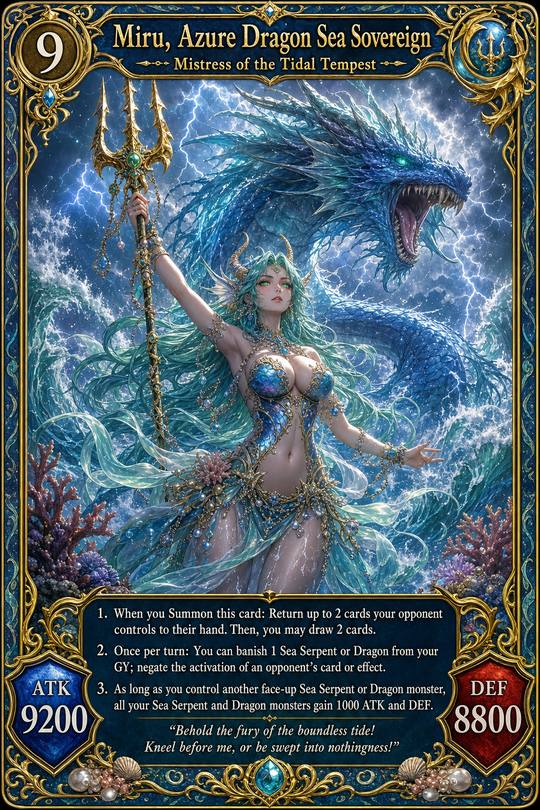 9
Miru, Azure Dragon Sea Sovereign
Mistress of the Tidal Tempest
1. When you Summon this card: Return up to 2 cards your opponent
controls to their hand. Then, you may draw 2 cards.
2. Once per turn: You can banish 1 Sea Serpent or Dragon from your
GY; negate the activation of an opponent's card or effect.
3. As long as you control another face-up Sea Serpent or Dragon monster,
all your Sea Serpent and Dragon monsters gain 1000 ATK and DEF.
ATK
9200
DEF
8800
"Behold the fury of the boundless tide!
Kneel before me, or be swept into nothingness!"